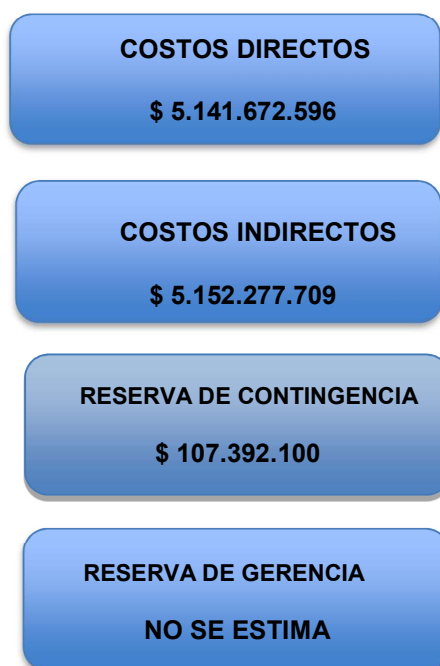 COSTOS DIRECTOS
$ 5.141.672.596
COSTOS INDIRECTOS
$ 5.152.277.709
RESERVA DE CONTINGENCIA
$ 107.392.100
RESERVA DE GERENCIA
NO SE ESTIMA